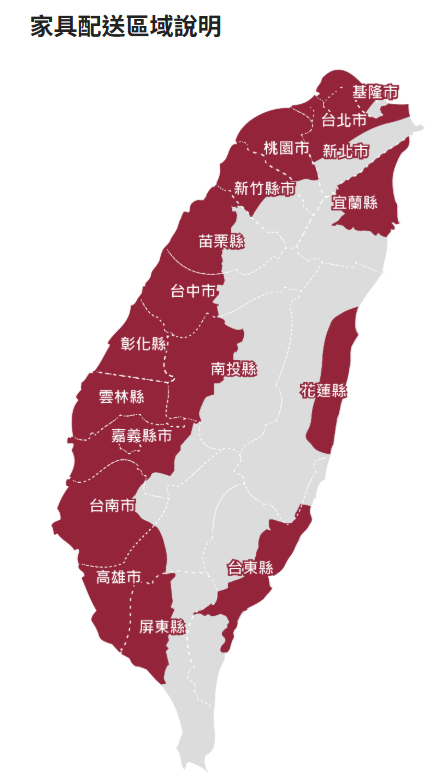 家具配送區域說明
基隆市
台北市
桃園市
新北市
新竹縣市
宜蘭縣
苗栗縣
台中市
彰化縣
南投縣
花蓮縣
雲林縣
嘉義縣市
台南市
台東縣
高雄市
屏東縣